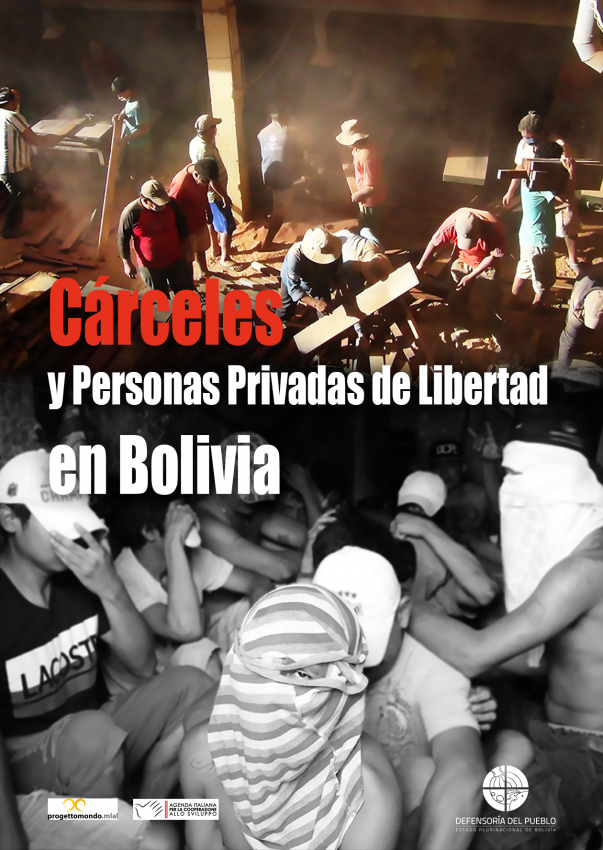 Cárceles
y Personas Privadas de Libertad
en Bolivia
LACOSTE
progettomondo.mlal
AGENZIA ITALIANA
PER LA COOPERAZIONE
ALLO SVILUPPO
DEFENSORÍA DEL PUEBLO
ESTADO PLURINACIONAL DE BOLIVIA